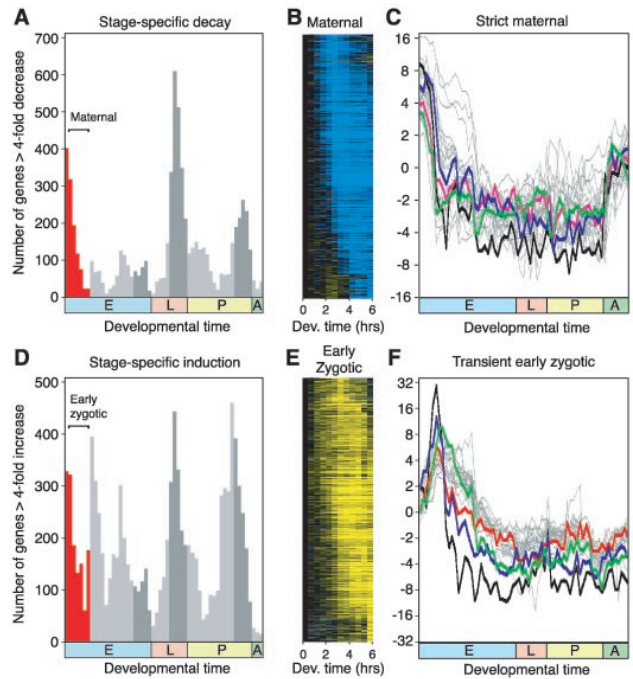 A
Stage-specific decay
Number of genes > 4-fold decrease
700
600
500
400
300
200
100
0
Maternal
E L P A
Developmental time
B
Maternal
0 2 4 6
Dev. time (hrs)
C
Strict maternal
16
8
4
2
0
-2
-4
-8
-16
E L P A
Developmental time
D
Stage-specific induction
Number of genes > 4-fold increase
500
400
300
200
100
0
Early
zygotic
E L P A
Developmental time
E
Early
Zygotic
0 2 4 6
Dev. time (hrs)
F
Transient early zygotic
32
16
8
4
2
0
-2
-4
-8
-16
-32
E L P A
Developmental time